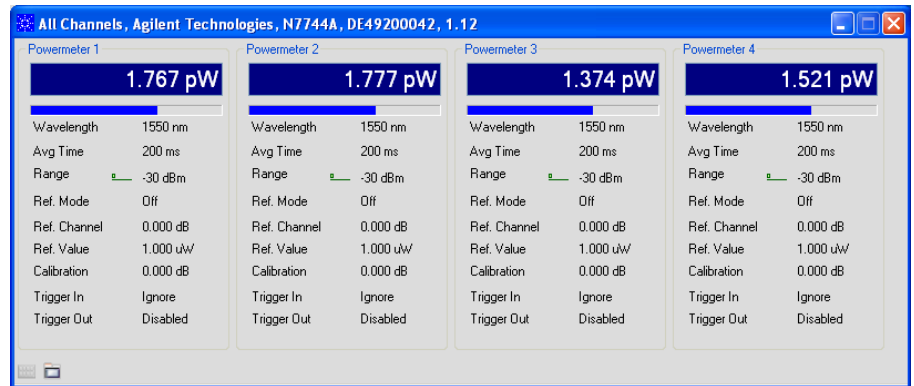 All Channels, Agilent Technologies, N7744A, DE49200042, 1.12
Powermeter 1 Powermeter 2 Powermeter 3 Powermeter 4
1.767 pW 1.777 pW 1.374 pW 1.521 pW
Wavelength 1550 nm Wavelength 1550 nm Wavelength 1550 nm Wavelength 1550 nm
Avg Time 200 ms Avg Time 200 ms Avg Time 200 ms Avg Time 200 ms
Range -30 dBm Range -30 dBm Range -30 dBm Range -30 dBm
Ref. Mode Off Ref. Mode Off Ref. Mode Off Ref. Mode Off
Ref. Channel 0.000 dB Ref. Channel 0.000 dB Ref. Channel 0.000 dB Ref. Channel 0.000 dB
Ref. Value 1.000 uW Ref. Value 1.000 uW Ref. Value 1.000 uW Ref. Value 1.000 uW
Calibration 0.000 dB Calibration 0.000 dB Calibration 0.000 dB Calibration 0.000 dB
Trigger In Ignore Trigger In Ignore Trigger In Ignore Trigger In Ignore
Trigger Out Disabled Trigger Out Disabled Trigger Out Disabled Trigger Out Disabled